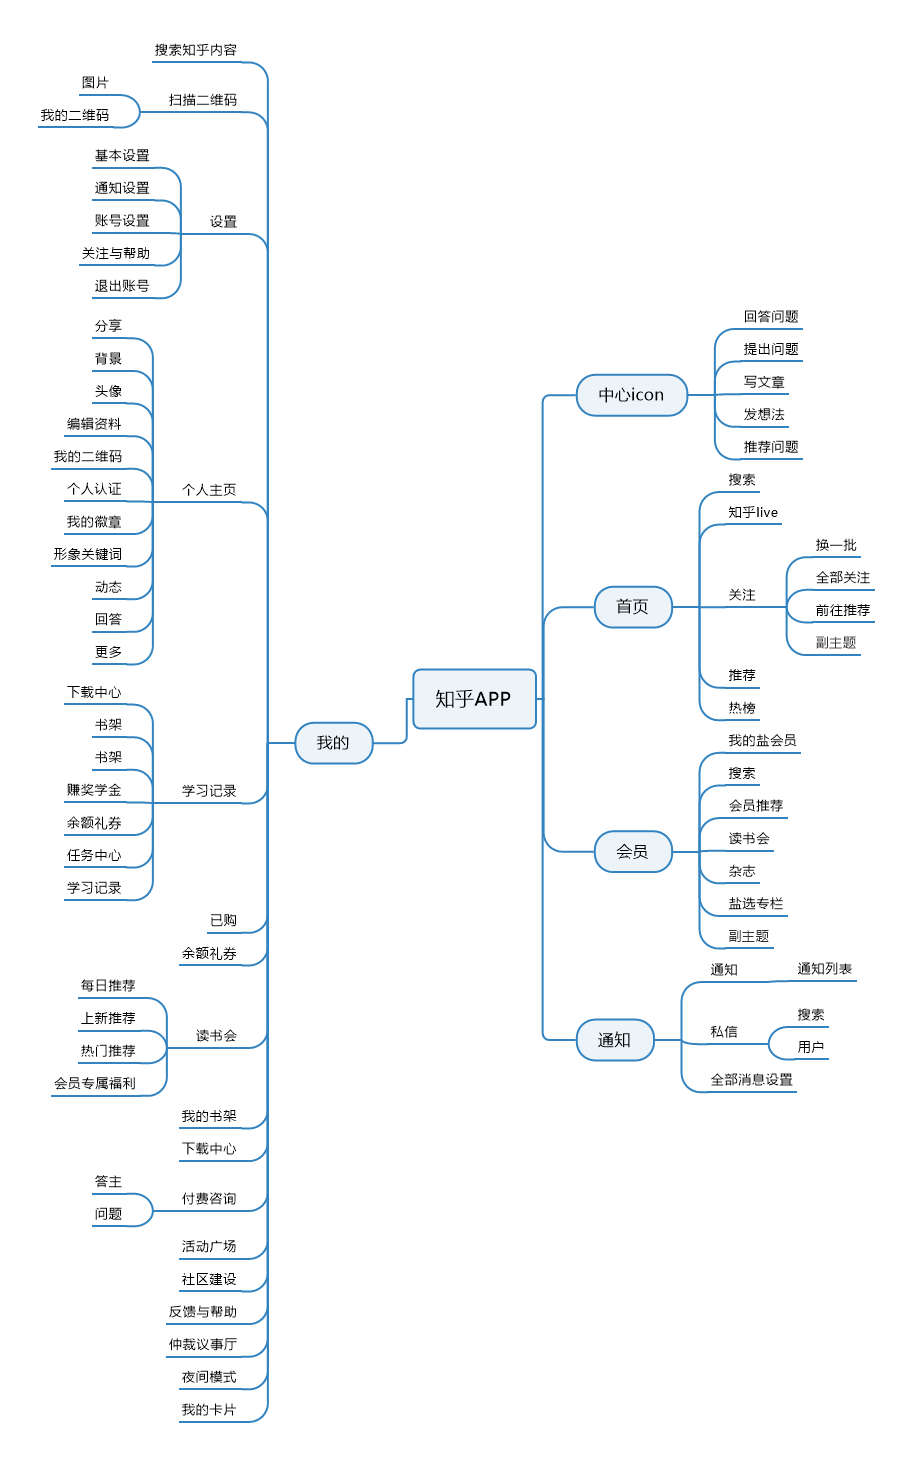 知乎APP
中心icon
回答问题
提出问题
写文章
发想法
推荐问题
首页
搜索
知乎live
关注
换一批
全部关注
前往推荐
副主题
推荐
热榜
会员
我的盐会员
搜索
会员推荐
读书会
杂志
盐选专栏
副主题
通知
通知
通知列表
私信
搜索
用户
全部消息设置
我的
搜索知乎内容
扫描二维码
图片
我的二维码
设置
基本设置
通知设置
账号设置
关注与帮助
退出账号
个人主页
分享
背景
头像
编辑资料
我的二维码
个人认证
我的徽章
形象关键词
动态
回答
更多
学习记录
下载中心
书架
书架
赚奖学金
余额礼券
任务中心
学习记录
已购
余额礼券
读书会
每日推荐
上新推荐
热门推荐
会员专属福利
我的书架
下载中心
付费咨询
答主
问题
活动广场
社区建设
反馈与帮助
仲裁议事厅
夜间模式
我的卡片